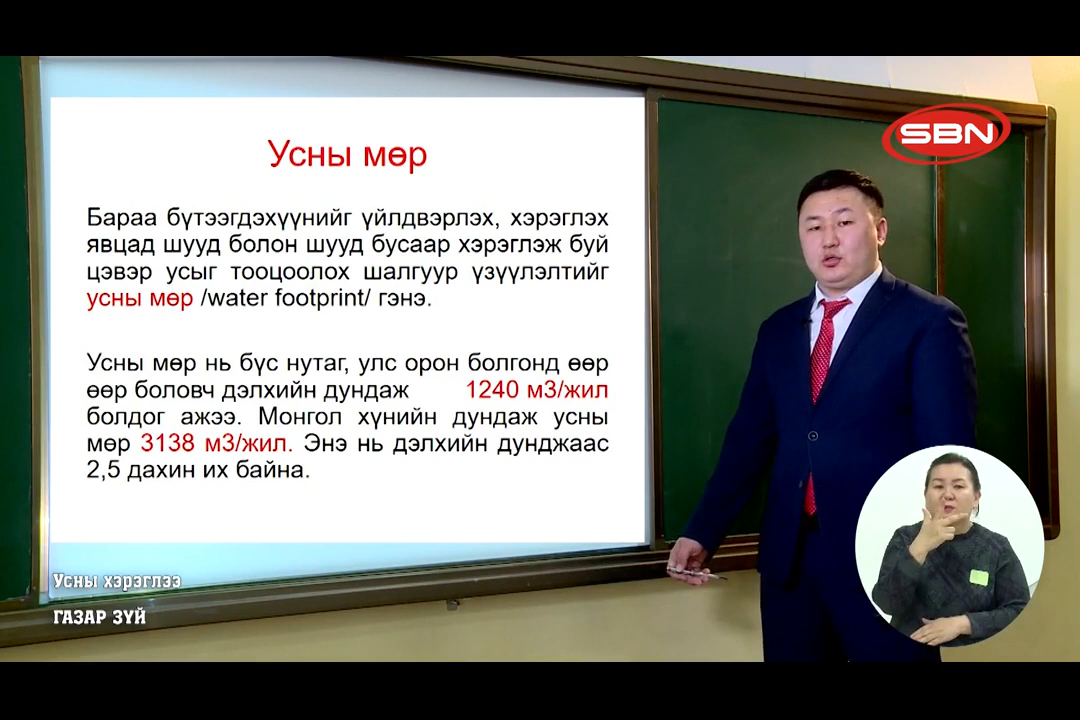 Усны мөр
Бараа бүтээгдэхүүнийг үйлдвэрлэх, хэрэглэх
явцад шууд болон шууд бусаар хэрэглэж буй
цэвэр усыг тооцоолох шалгуур үзүүлэлтийг
усны мөр /water footprint/ гэнэ.
Усны мөр нь бүс нутаг, улс орон болгонд өөр
өөр боловч дэлхийн дундаж 1240 м3/жил
болдог ажээ. Монгол хүнийн дундаж усны
мөр 3138 м3/жил. Энэ нь дэлхийн дунджаас
2,5 дахин их байна.
SBN
Усны хэрэглээ
ГАЗАР ЗҮЙ